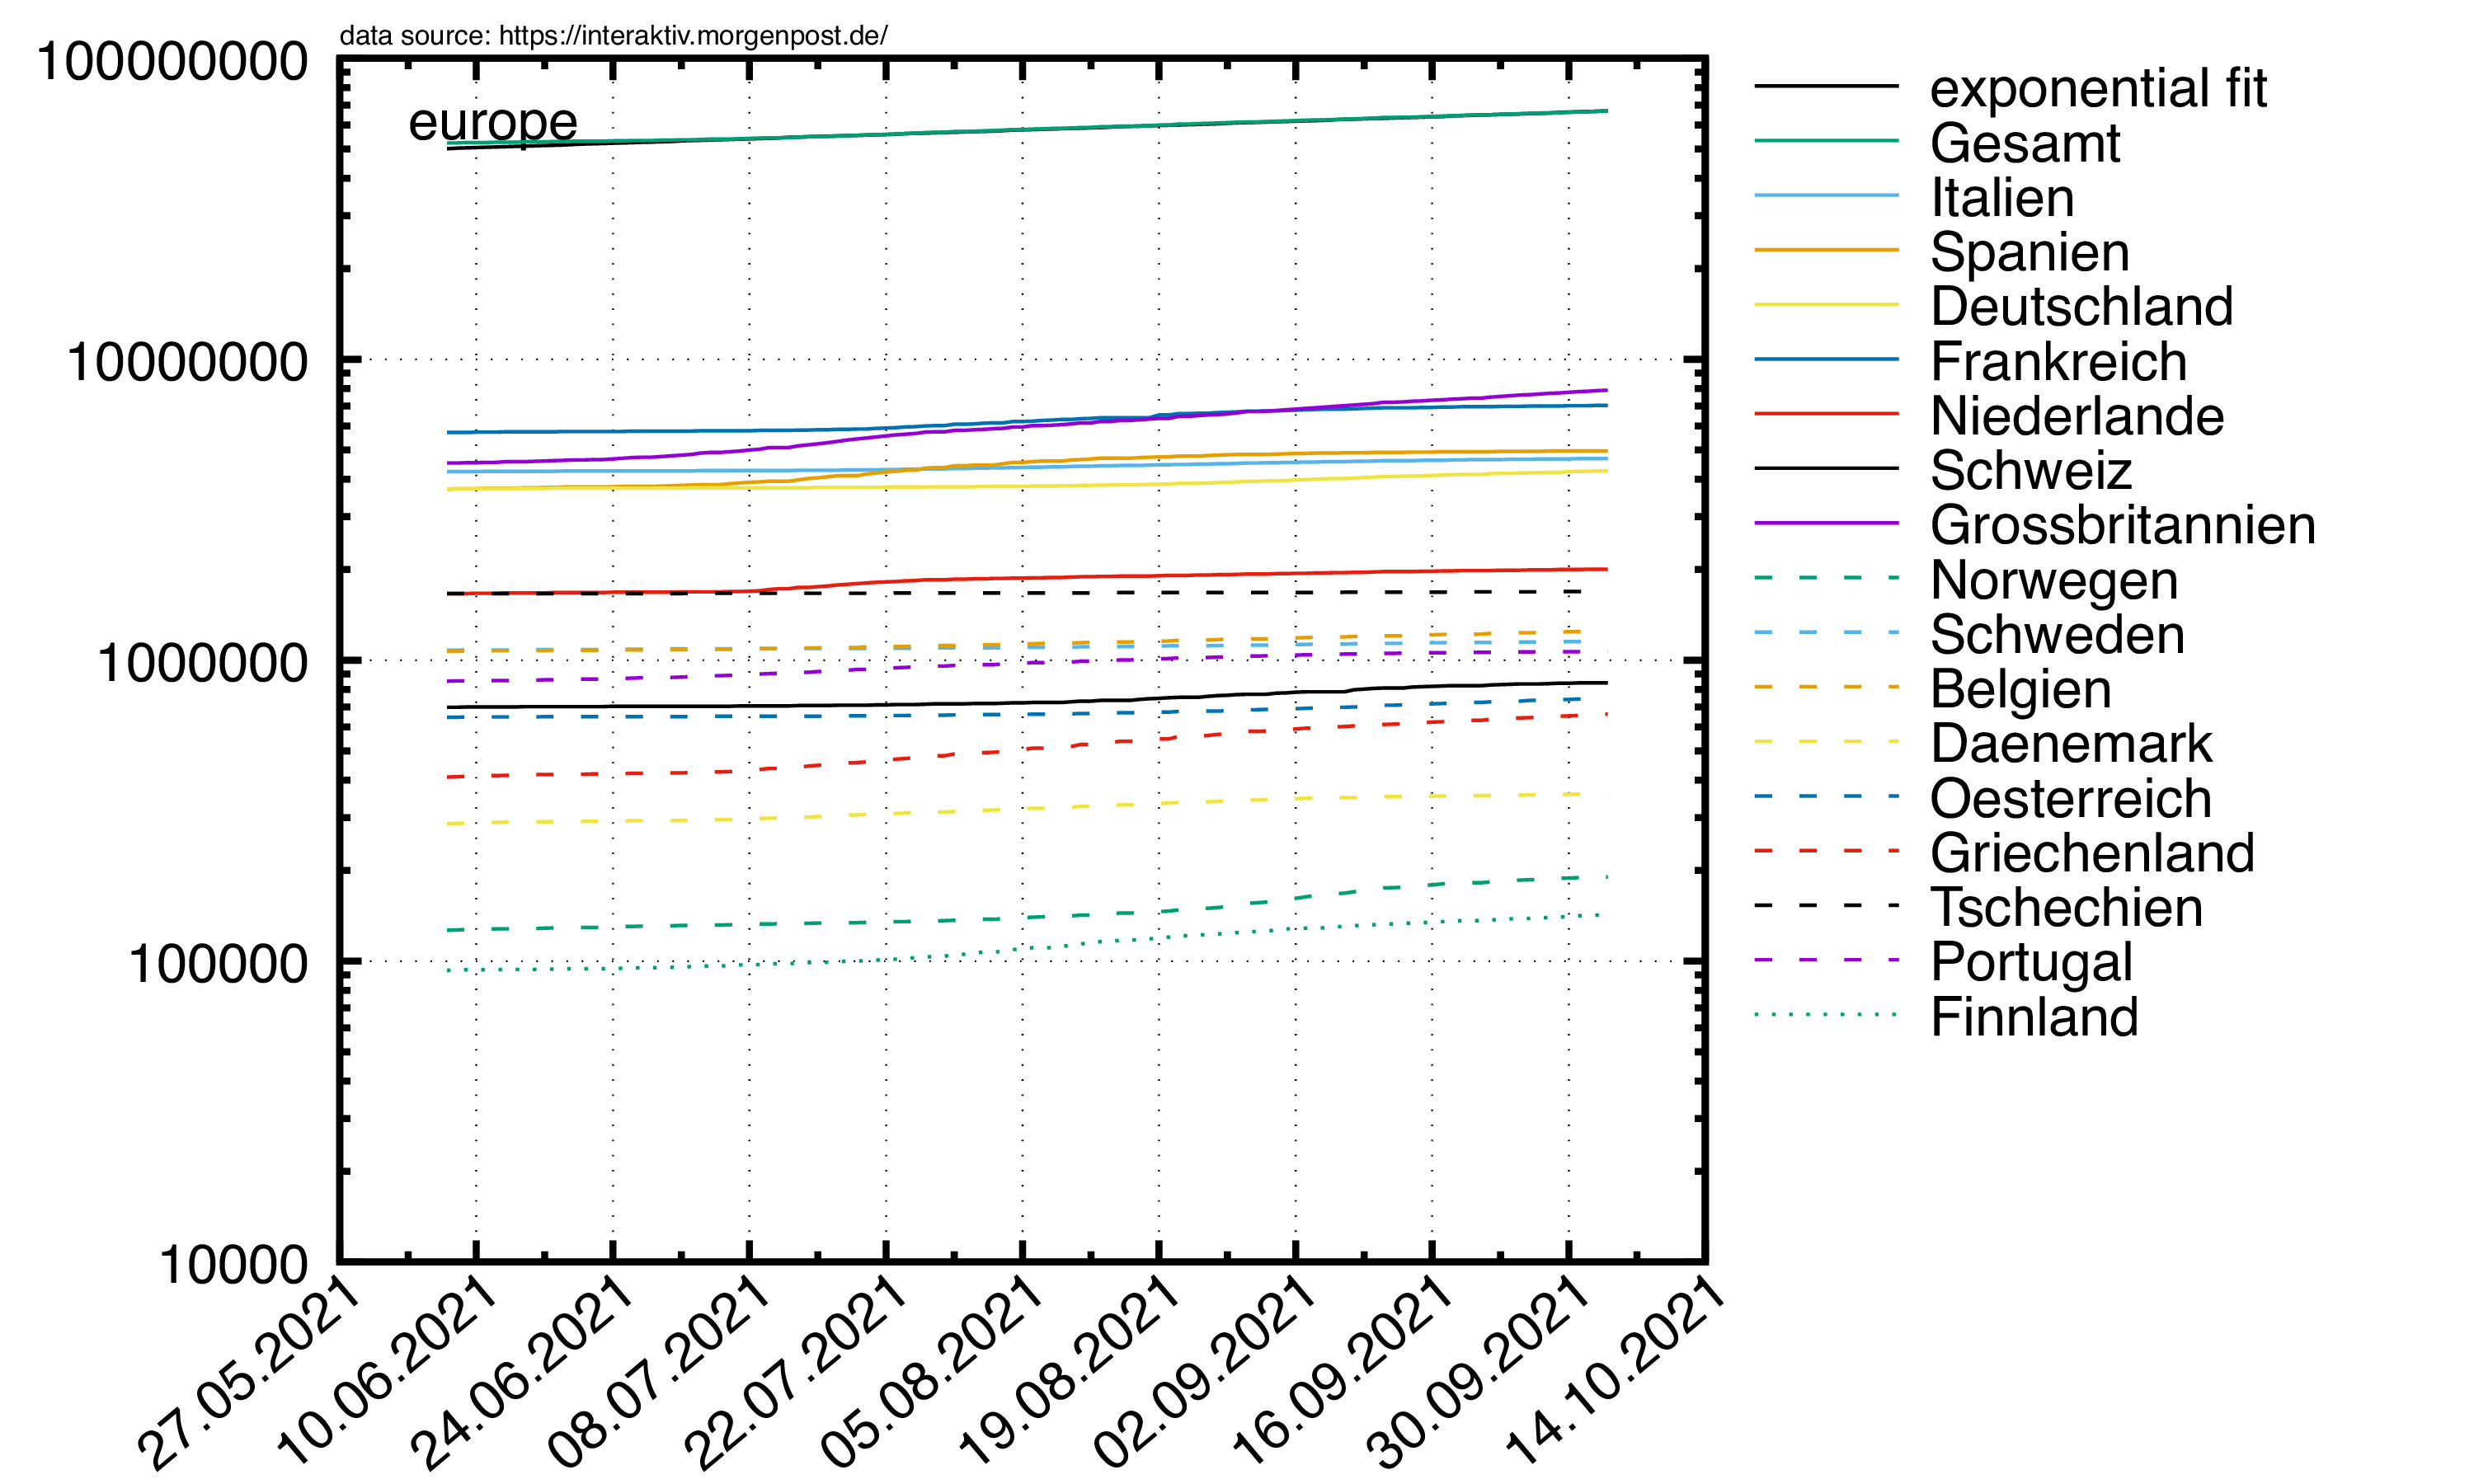 data source: https://interaktiv.morgenpost.de/
europe
100000000
10000000
1000000
100000
10000
27.05.2021
10.06.2021
24.06.2021
08.07.2021
22.07.2021
05.08.2021
19.08.2021
02.09.2021
16.09.2021
30.09.2021
14.10.2021
exponential fit
Gesamt
Italien
Spanien
Deutschland
Frankreich
Niederlande
Schweiz
Grossbritannien
Norwegen
Schweden
Belgien
Daenemark
Oesterreich
Griechenland
Tschechien
Portugal
Finnland